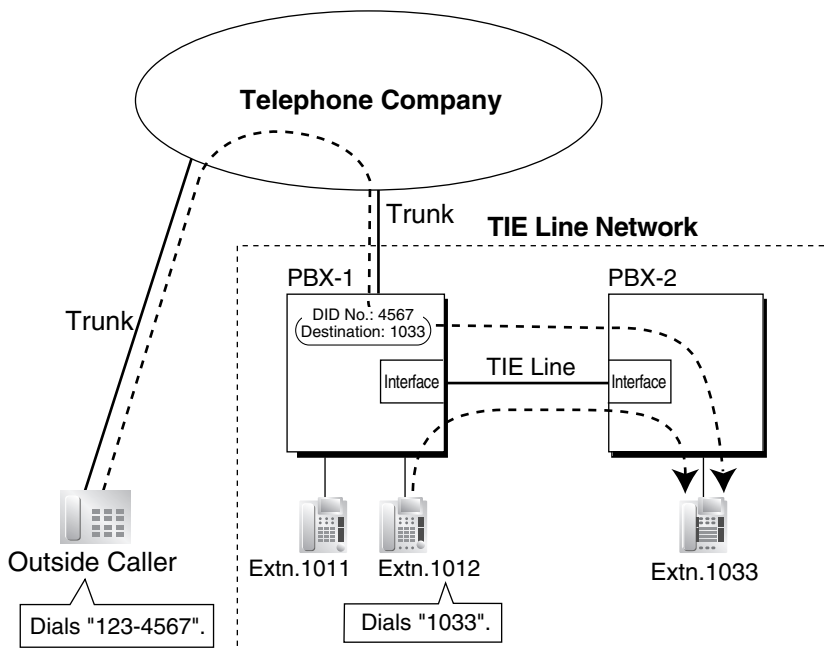 Telephone Company
Trunk
TIE Line Network
PBX-1
PBX-2
DID No.: 4567
Destination: 1033
Trunk
TIE Line
Interface
Interface
Outside Caller
Extn.1011
Extn.1012
Extn.1033
Dials "123-4567".
Dials "1033".